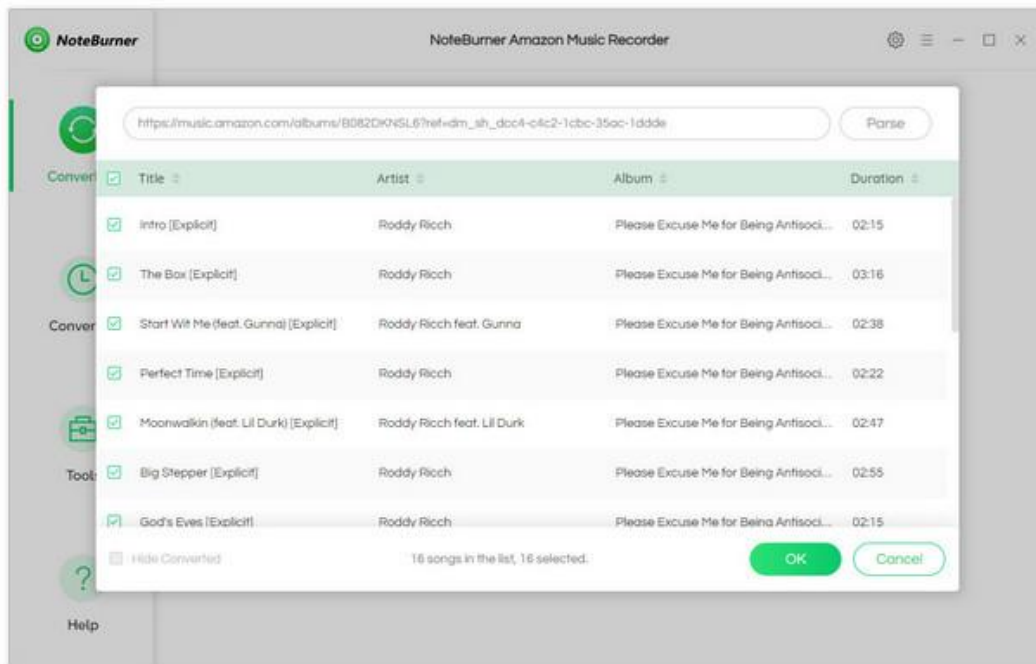 NoteBurner
NoteBurner Amazon Music Recorder
https://music.amazon.com/albums/B082DKNSL6?ref=dm_sh_dcc4-c4c2-1cbc-35ac-1ddde
Parse
Convert
Title Artist Album Duration
Intro [Explicit] Roddy Ricch Please Excuse Me for Being Antisoci... 02:15
The Box [Explicit] Roddy Ricch Please Excuse Me for Being Antisoci... 03:16
Conver
Start Wit Me (feat. Gunna) [Explicit] Roddy Ricch feat. Gunna Please Excuse Me for Being Antisoci... 02:38
Perfect Time [Explicit] Roddy Ricch Please Excuse Me for Being Antisoci... 02:22
Moonwalkin (feat. Lil Durk) [Explicit] Roddy Ricch feat. Lil Durk Please Excuse Me for Being Antisoci... 02:47
Tool
Big Stepper [Explicit] Roddy Ricch Please Excuse Me for Being Antisoci... 02:55
God's Eyes [Explicit] Roddy Ricch Please Excuse Me for Being Antisoci... 02:15
Hide Converted 16 songs in the list, 16 selected. OK Cancel
?
Help